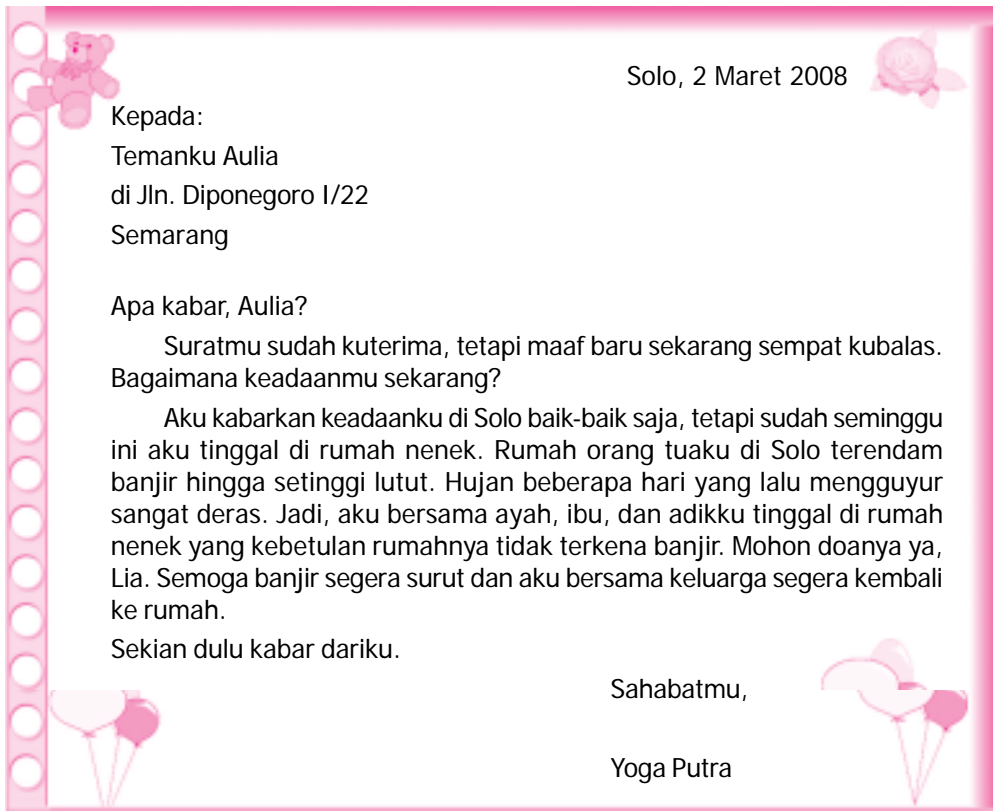 Solo, 2 Maret 2008
Kepada:
Temanku Aulia
di Jln. Diponegoro I/22
Semarang
Apa kabar, Aulia?
Suratmu sudah kuterima, tetapi maaf baru sekarang sempat kubalas.
Bagaimana keadaanmu sekarang?
Aku kabarkan keadaanku di Solo baik-baik saja, tetapi sudah seminggu
ini aku tinggal di rumah nenek. Rumah orang tuaku di Solo terendam
banjir hingga setinggi lutut. Hujan beberapa hari yang lalu mengguyur
sangat deras. Jadi, aku bersama ayah, ibu, dan adikku tinggal di rumah
nenek yang kebetulan rumahnya tidak terkena banjir. Mohon doanya ya,
Lia. Semoga banjir segera surut dan aku bersama keluarga segera kembali
ke rumah.
Sekian dulu kabar dariku.
Sahabatmu,
Yoga Putra